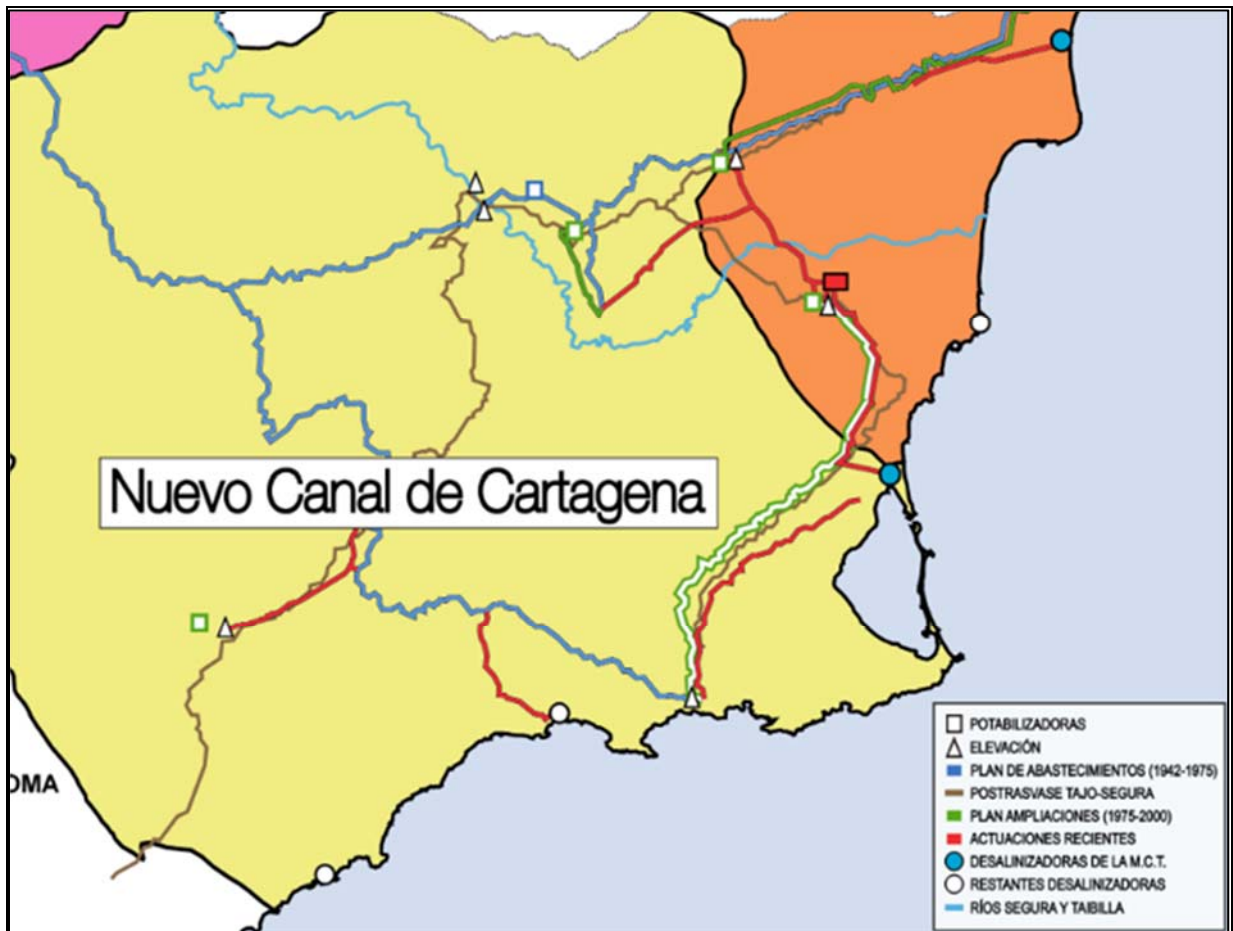 Nuevo Canal de Cartagena
OMA
POTABILIZADORAS
ELEVACIÓN
PLAN DE ABASTECIMIENTOS (1942-1975)
POSTRASVASE TAJO-SEGURA
PLAN AMPLIACIONES (1975-2000)
ACTUACIONES RECIENTES
DESALINIZADORAS DE LA M.C.T.
RESTANTES DESALINIZADORAS
RÍOS SEGURA Y TAIBILLA